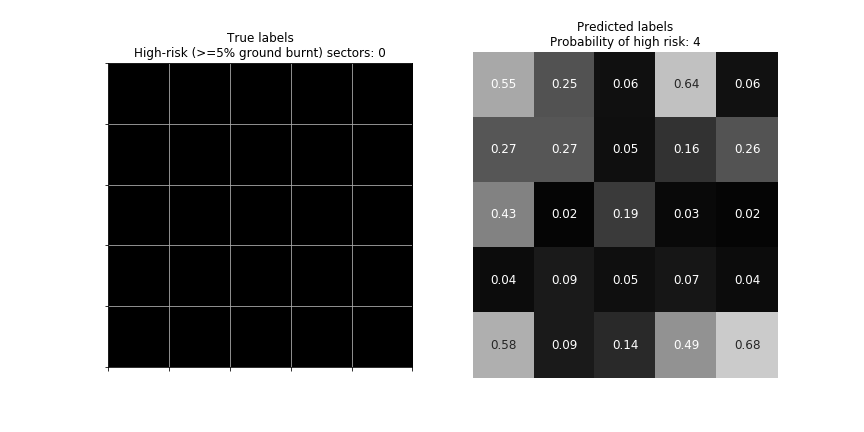 True labels
High-risk (>=5% ground burnt) sectors: 0
Predicted labels
Probability of high risk: 4
0.55 0.25 0.06 0.64 0.06
0.27 0.27 0.05 0.16 0.26
0.43 0.02 0.19 0.03 0.02
0.04 0.09 0.05 0.07 0.04
0.58 0.09 0.14 0.49 0.68